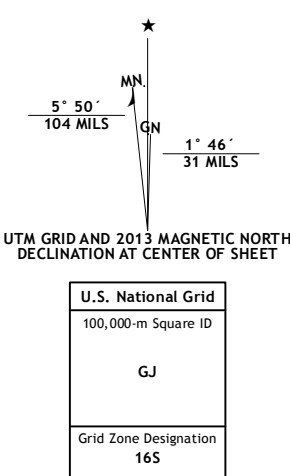 MN
5° 50´
104 MILS
GN
1° 46´
31 MILS
UTM GRID AND 2013 MAGNETIC NORTH
DECLINATION AT CENTER OF SHEET
U.S. National Grid
100,000-m Square ID
GJ
Grid Zone Designation
16S